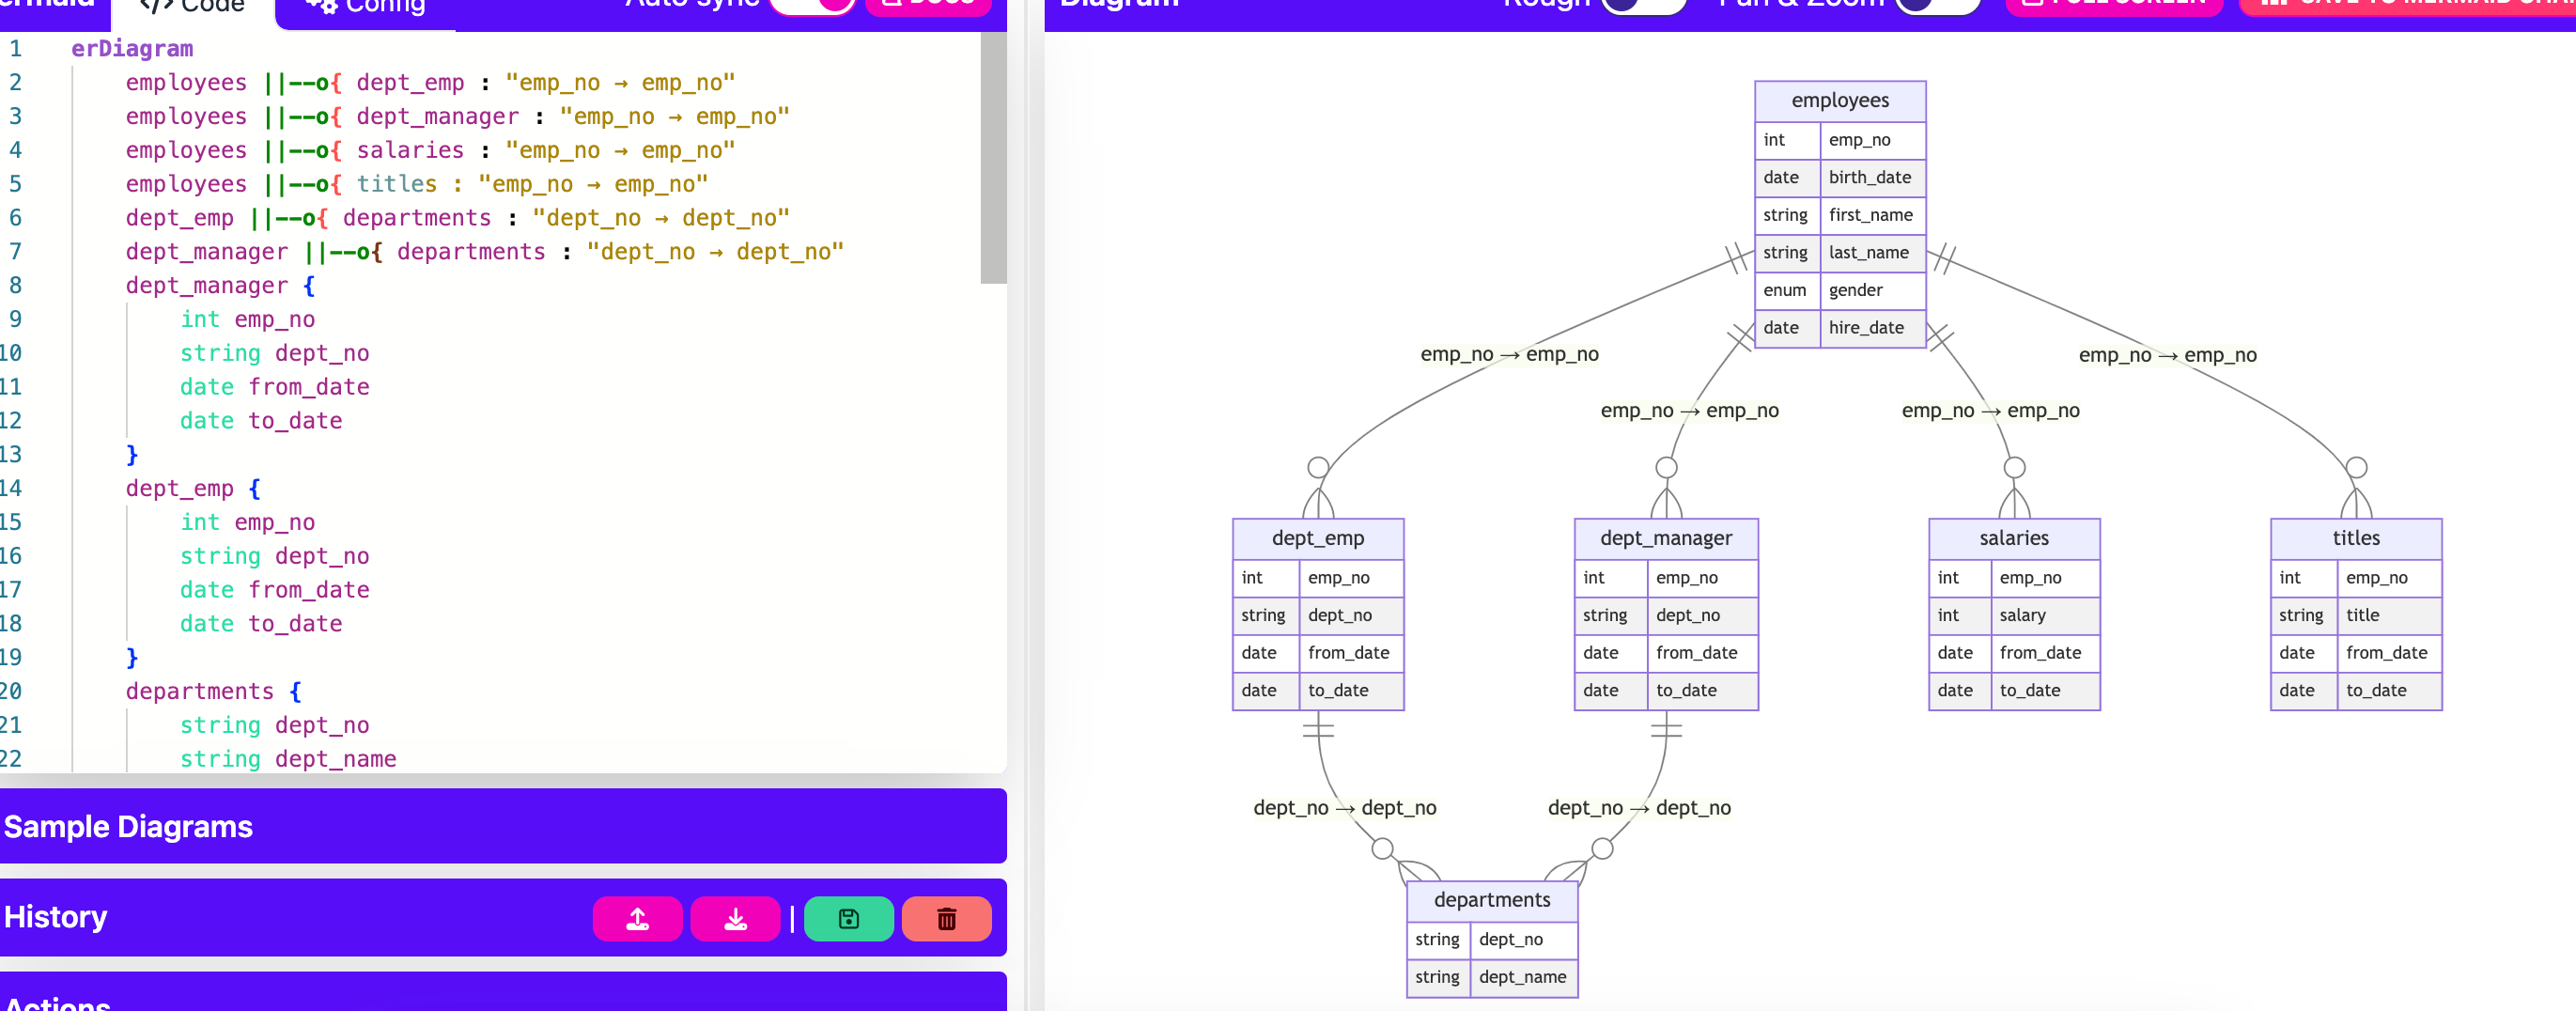 Code
Config
Auto sync
Docs
1 erDiagram
2 employees ||--o{ dept_emp : "emp_no → emp_no"
3 employees ||--o{ dept_manager : "emp_no → emp_no"
4 employees ||--o{ salaries : "emp_no → emp_no"
5 employees ||--o{ titles : "emp_no → emp_no"
6 dept_emp ||--o{ departments : "dept_no → dept_no"
7 dept_manager ||--o{ departments : "dept_no → dept_no"
8 dept_manager {
9 int emp_no
10 string dept_no
11 date from_date
12 date to_date
13 }
14 dept_emp {
15 int emp_no
16 string dept_no
17 date from_date
18 date to_date
19 }
20 departments {
21 string dept_no
22 string dept_name
Sample Diagrams
History
Actions
Diagram
Rough
Pan & Zoom
FULL SCREEN
SAVE TO MERMAID
employees
int emp_no
date birth_date
string first_name
string last_name
enum gender
date hire_date
emp_no → emp_no
emp_no → emp_no
emp_no → emp_no
emp_no → emp_no
dept_emp
int emp_no
string dept_no
date from_date
date to_date
dept_manager
int emp_no
string dept_no
date from_date
date to_date
salaries
int emp_no
int salary
date from_date
date to_date
titles
int emp_no
string title
date from_date
date to_date
dept_no → dept_no
dept_no → dept_no
departments
string dept_no
string dept_name